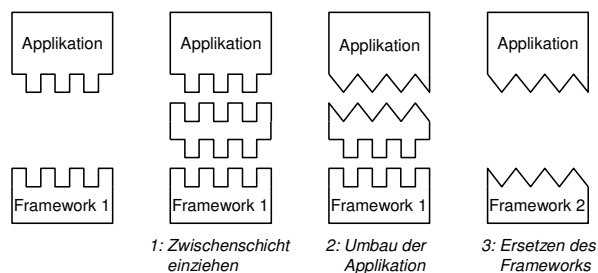 Applikation
Applikation
Applikation
Applikation
Framework 1
Framework 1
Framework 1
Framework 2
1: Zwischenschicht
einziehen
2: Umbau der
Applikation
3: Ersetzen des
Frameworks